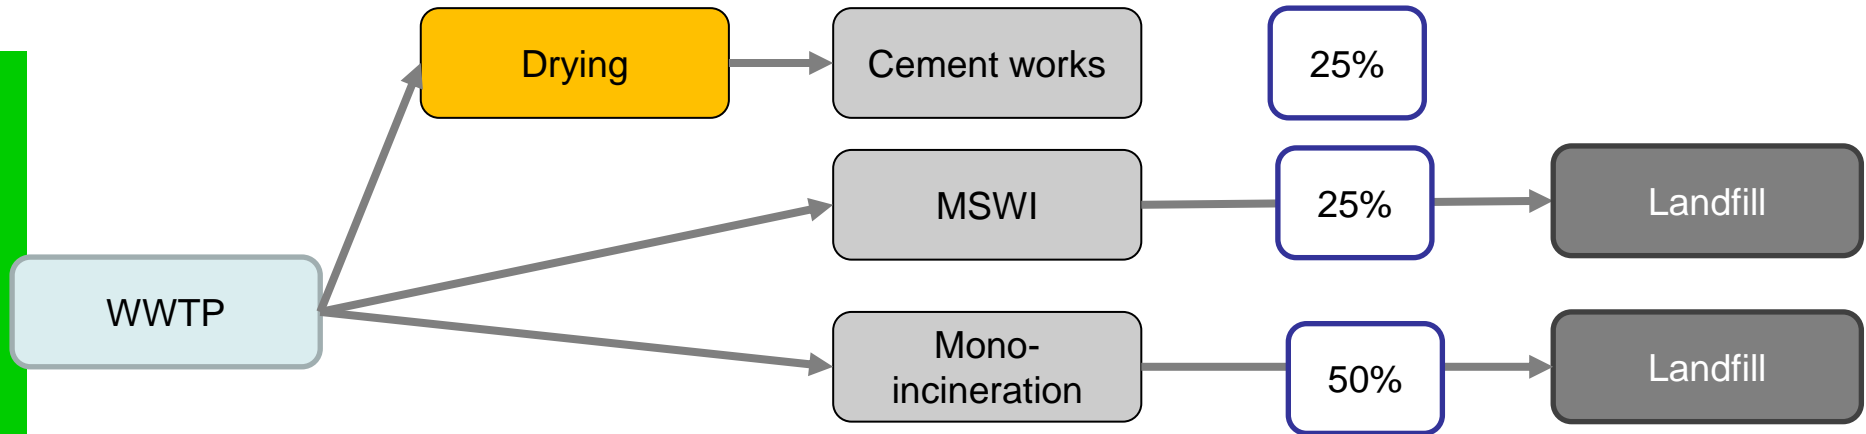 Drying
Cement works
25%
MSWI
25%
Landfill
WWTP
Mono-
incineration
50%
Landfill